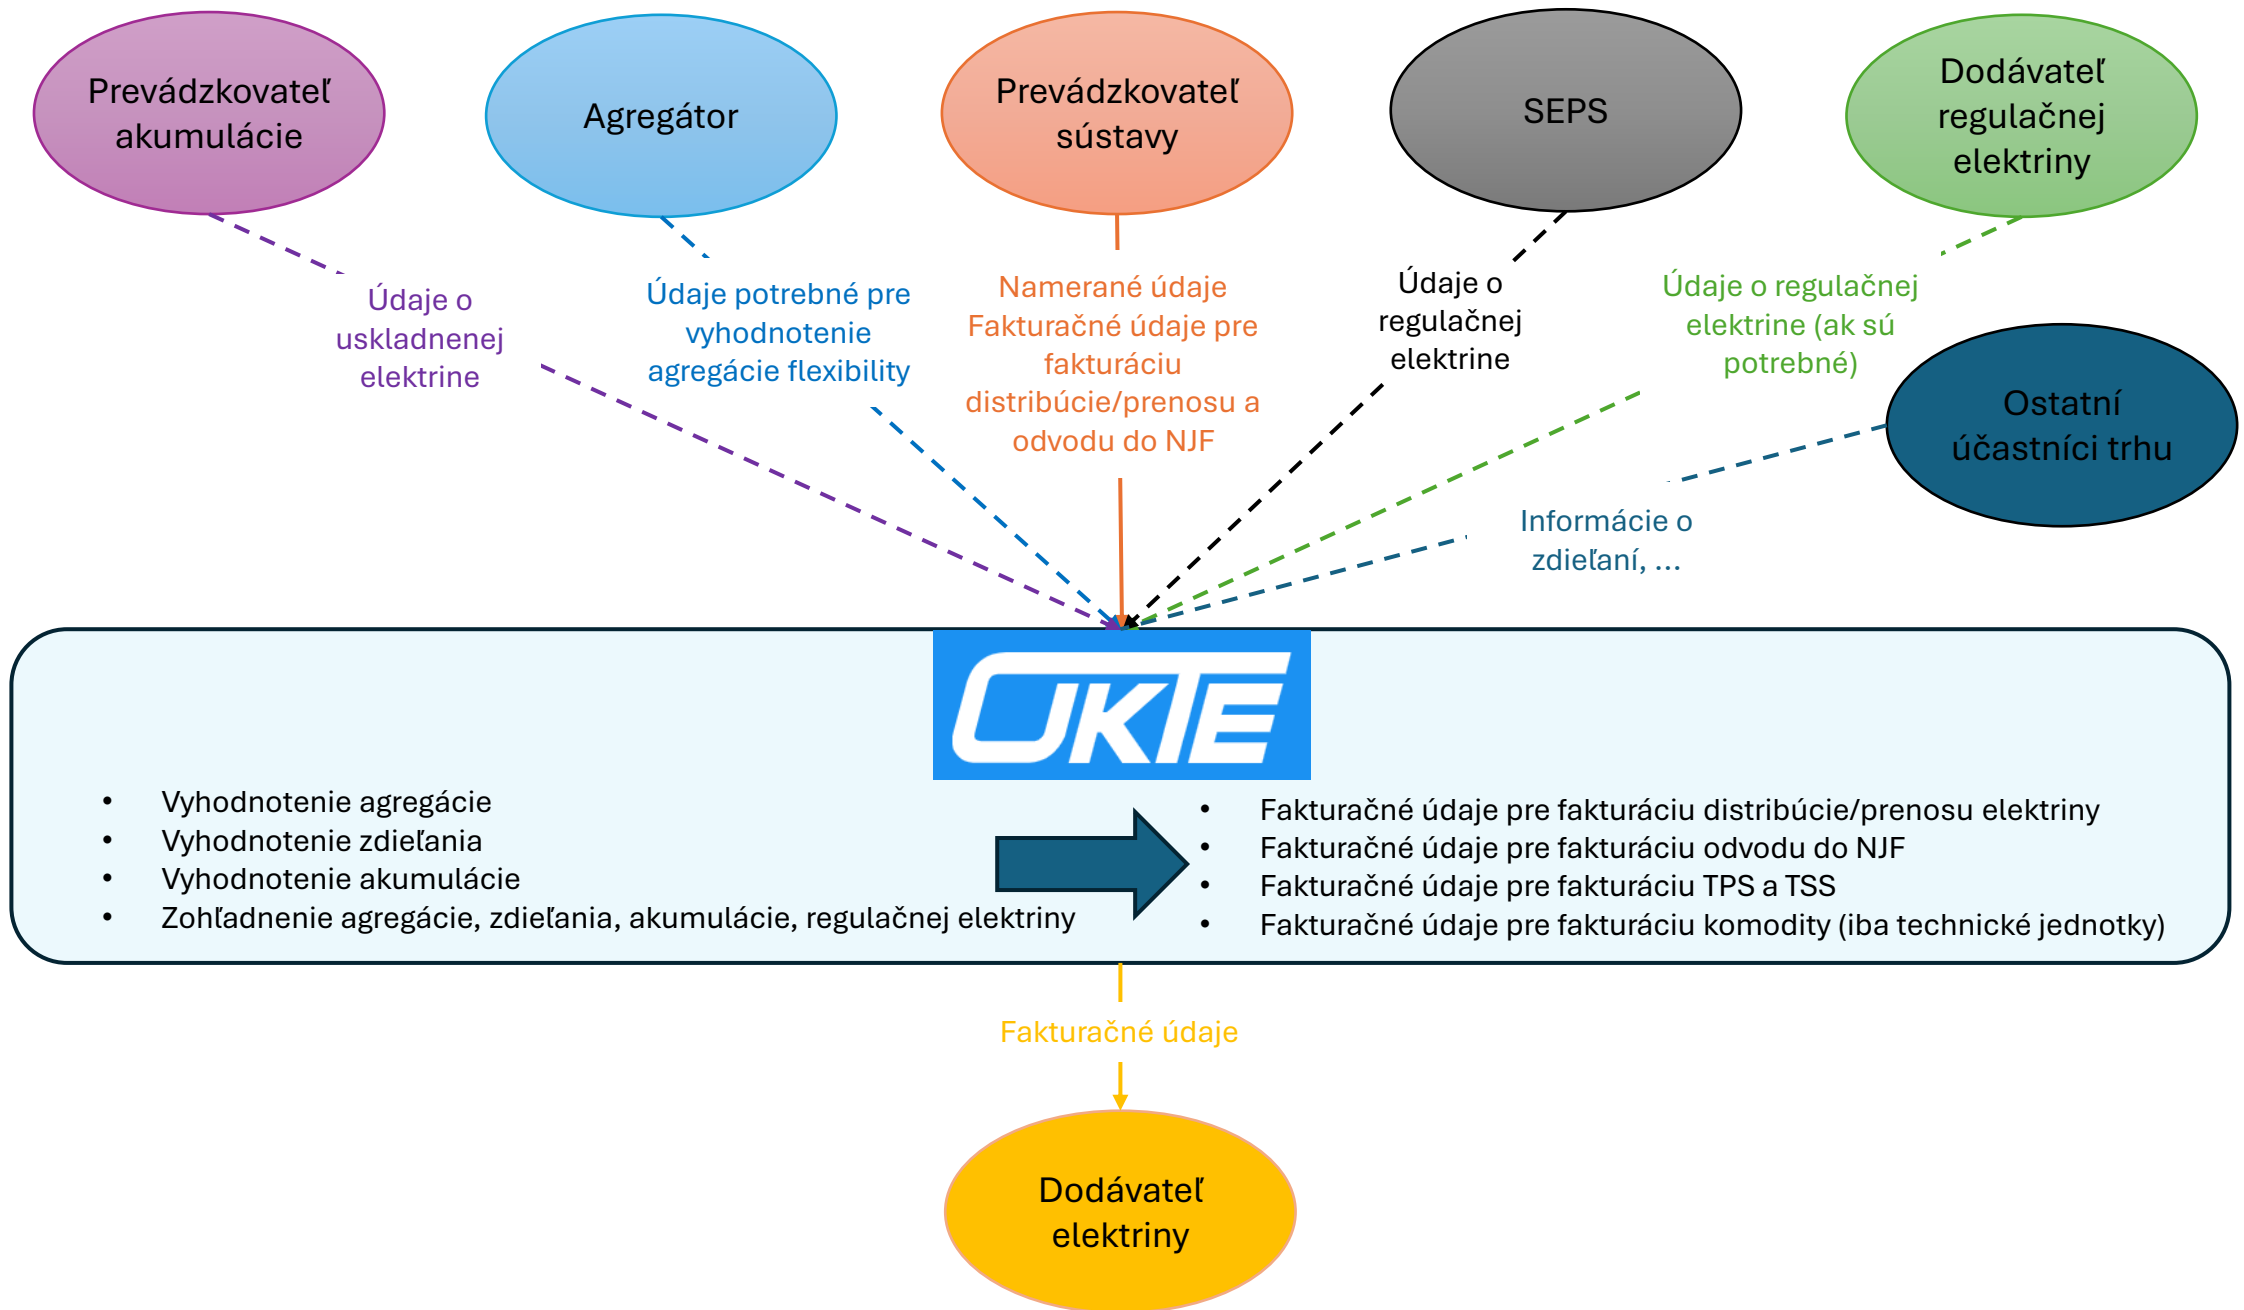 Prevádzkovateľ
akumulácie
Agregátor
Prevádzkovateľ
sústavy
SEPS
Dodávateľ
regulačnej
elektriny
Údaje o
uskladnenej
elektrine
Údaje potrebné pre
vyhodnotenie
agregácie flexibility
Namerané údaje
Fakturačné údaje pre
fakturáciu
distribúcie/prenosu a
odvodu do NJF
Údaje o
regulačnej
elektrine
Údaje o regulačnej
elektrine (ak sú
potrebné)
Ostatní
účastníci trhu
Informácie o
zdieľaní, ...
OKTE
• Vyhodnotenie agregácie
• Vyhodnotenie zdieľania
• Vyhodnotenie akumulácie
• Zohľadnenie agregácie, zdieľania, akumulácie, regulačnej elektriny
• Fakturačné údaje pre fakturáciu distribúcie/prenosu elektriny
• Fakturačné údaje pre fakturáciu odvodu do NJF
• Fakturačné údaje pre fakturáciu TPS a TSS
• Fakturačné údaje pre fakturáciu komodity (iba technické jednotky)
Fakturačné údaje
Dodávateľ
elektriny